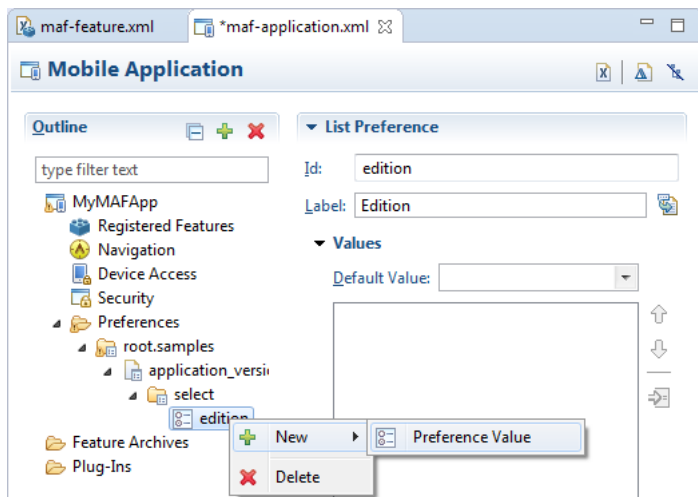 maf-feature.xml
*maf-application.xml
Mobile Application
Outline
type filter text
MyMAFApp
Registered Features
Navigation
Device Access
Security
Preferences
root.samples
application_versi
select
edition
Feature Archives
Plug-Ins
List Preference
Id: edition
Label: Edition
Values
Default Value:
New
Preference Value
Delete